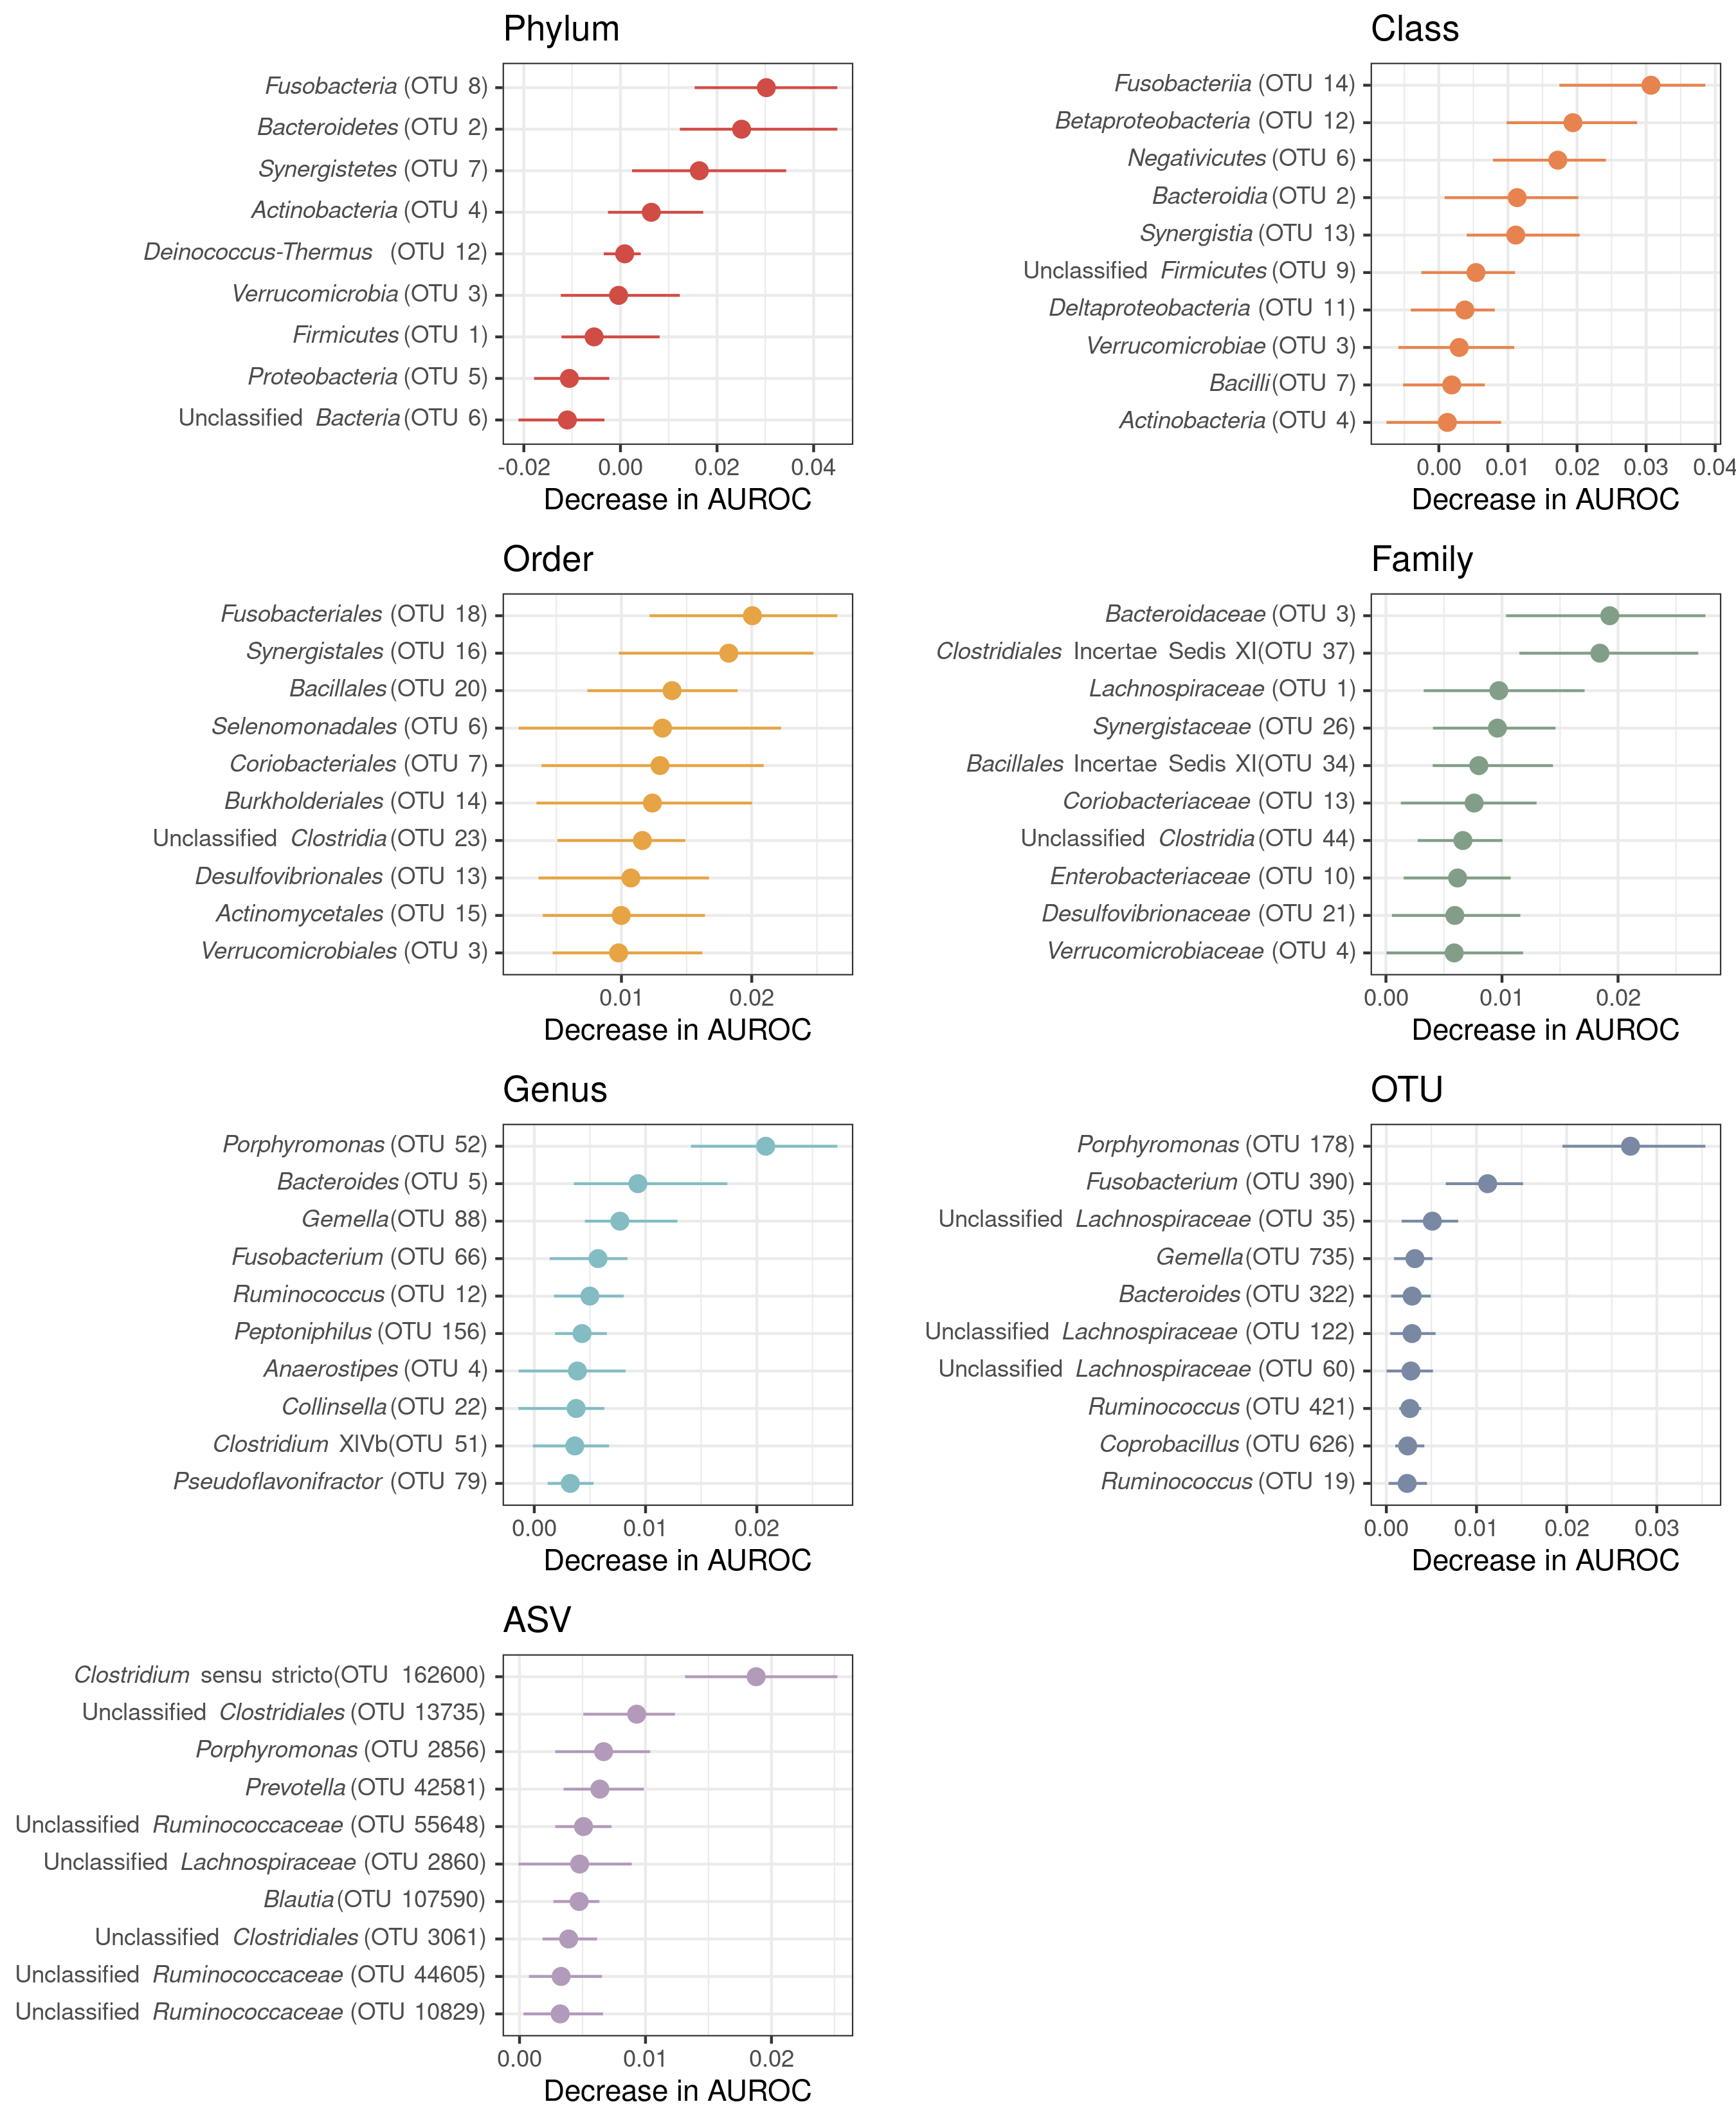 Phylum
Fusobacteria (OTU 8)
Bacteroidetes (OTU 2)
Synergistetes (OTU 7)
Actinobacteria (OTU 4)
Deinococcus-Thermus (OTU 12)
Verrucomicrobia (OTU 3)
Firmicutes (OTU 1)
Proteobacteria (OTU 5)
Unclassified Bacteria (OTU 6)
-0.02 0.00 0.02 0.04
Decrease in AUROC
Class
Fusobacteriia (OTU 14)
Betaproteobacteria (OTU 12)
Negativicutes (OTU 6)
Bacteroidia (OTU 2)
Synergistia (OTU 13)
Unclassified Firmicutes (OTU 9)
Deltaproteobacteria (OTU 11)
Verrucomicrobiae (OTU 3)
Bacilli(OTU 7)
Actinobacteria (OTU 4)
0.00 0.01 0.02 0.03 0.04
Decrease in AUROC
Order
Fusobacteriales (OTU 18)
Synergistales (OTU 16)
Bacillales (OTU 20)
Selenomonadales (OTU 6)
Coriobacteriales (OTU 7)
Burkholderiales (OTU 14)
Unclassified Clostridia (OTU 23)
Desulfovibrionales (OTU 13)
Actinomycetales (OTU 15)
Verrucomicrobiales (OTU 3)
0.01 0.02
Decrease in AUROC
Family
Bacteroidaceae (OTU 3)
Clostridiales Incertae Sedis XI(OTU 37)
Lachnospiraceae (OTU 1)
Synergistaceae (OTU 26)
Bacillales Incertae Sedis XI(OTU 34)
Coriobacteriaceae (OTU 13)
Unclassified Clostridia (OTU 44)
Enterobacteriaceae (OTU 10)
Desulfovibrionaceae (OTU 21)
Verrucomicrobiaceae (OTU 4)
0.00 0.01 0.02
Decrease in AUROC
Genus
Porphyromonas (OTU 52)
Bacteroides (OTU 5)
Gemella(OTU 88)
Fusobacterium (OTU 66)
Ruminococcus (OTU 12)
Peptoniphilus (OTU 156)
Anaerostipes (OTU 4)
Collinsella (OTU 22)
Clostridium XIVb(OTU 51)
Pseudoflavonifractor (OTU 79)
0.00 0.01 0.02
Decrease in AUROC
OTU
Porphyromonas (OTU 178)
Fusobacterium (OTU 390)
Unclassified Lachnospiraceae (OTU 35)
Gemella(OTU 735)
Bacteroides (OTU 322)
Unclassified Lachnospiraceae (OTU 122)
Unclassified Lachnospiraceae (OTU 60)
Ruminococcus (OTU 421)
Coprobacillus (OTU 626)
Ruminococcus (OTU 19)
0.00 0.01 0.02 0.03
Decrease in AUROC
ASV
Clostridium sensu stricto(OTU 162600)
Unclassified Clostridiales (OTU 13735)
Porphyromonas (OTU 2856)
Prevotella (OTU 42581)
Unclassified Ruminococcaceae (OTU 55648)
Unclassified Lachnospiraceae (OTU 2860)
Blautia (OTU 107590)
Unclassified Clostridiales (OTU 3061)
Unclassified Ruminococcaceae (OTU 44605)
Unclassified Ruminococcaceae (OTU 10829)
0.00 0.01 0.02
Decrease in AUROC